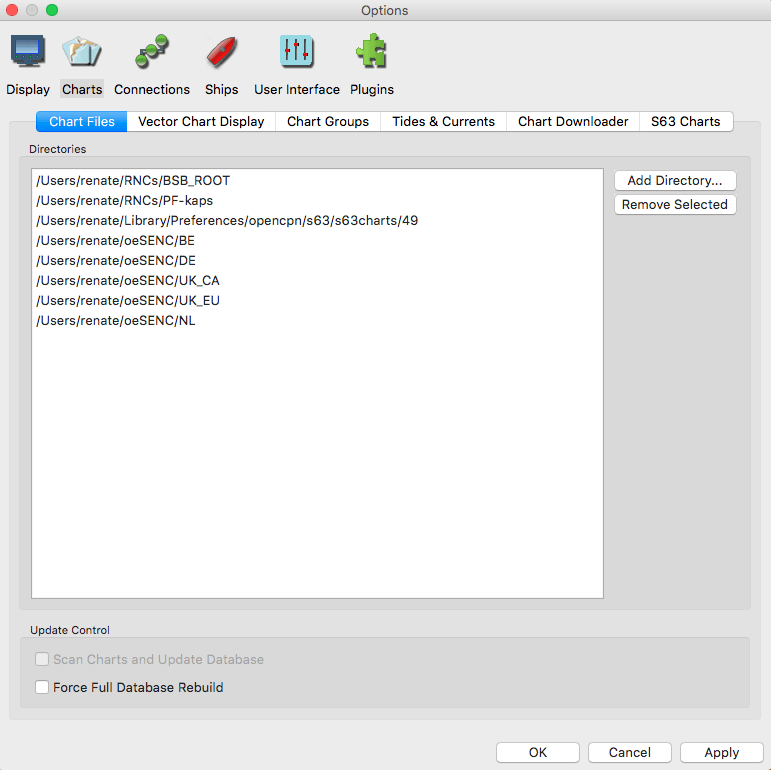 Options
Display Charts Connections Ships User Interface Plugins
Chart Files Vector Chart Display Chart Groups Tides & Currents Chart Downloader S63 Charts
Directories
/Users/renate/RNCs/BSB_ROOT
/Users/renate/RNCs/PF-kaps
/Users/renate/Library/Preferences/opencpn/s63/s63charts/49
/Users/renate/oeSENC/BE
/Users/renate/oeSENC/DE
/Users/renate/oeSENC/UK_CA
/Users/renate/oeSENC/UK_EU
/Users/renate/oeSENC/NL
Add Directory...
Remove Selected
Update Control
Scan Charts and Update Database
Force Full Database Rebuild
OK Cancel Apply